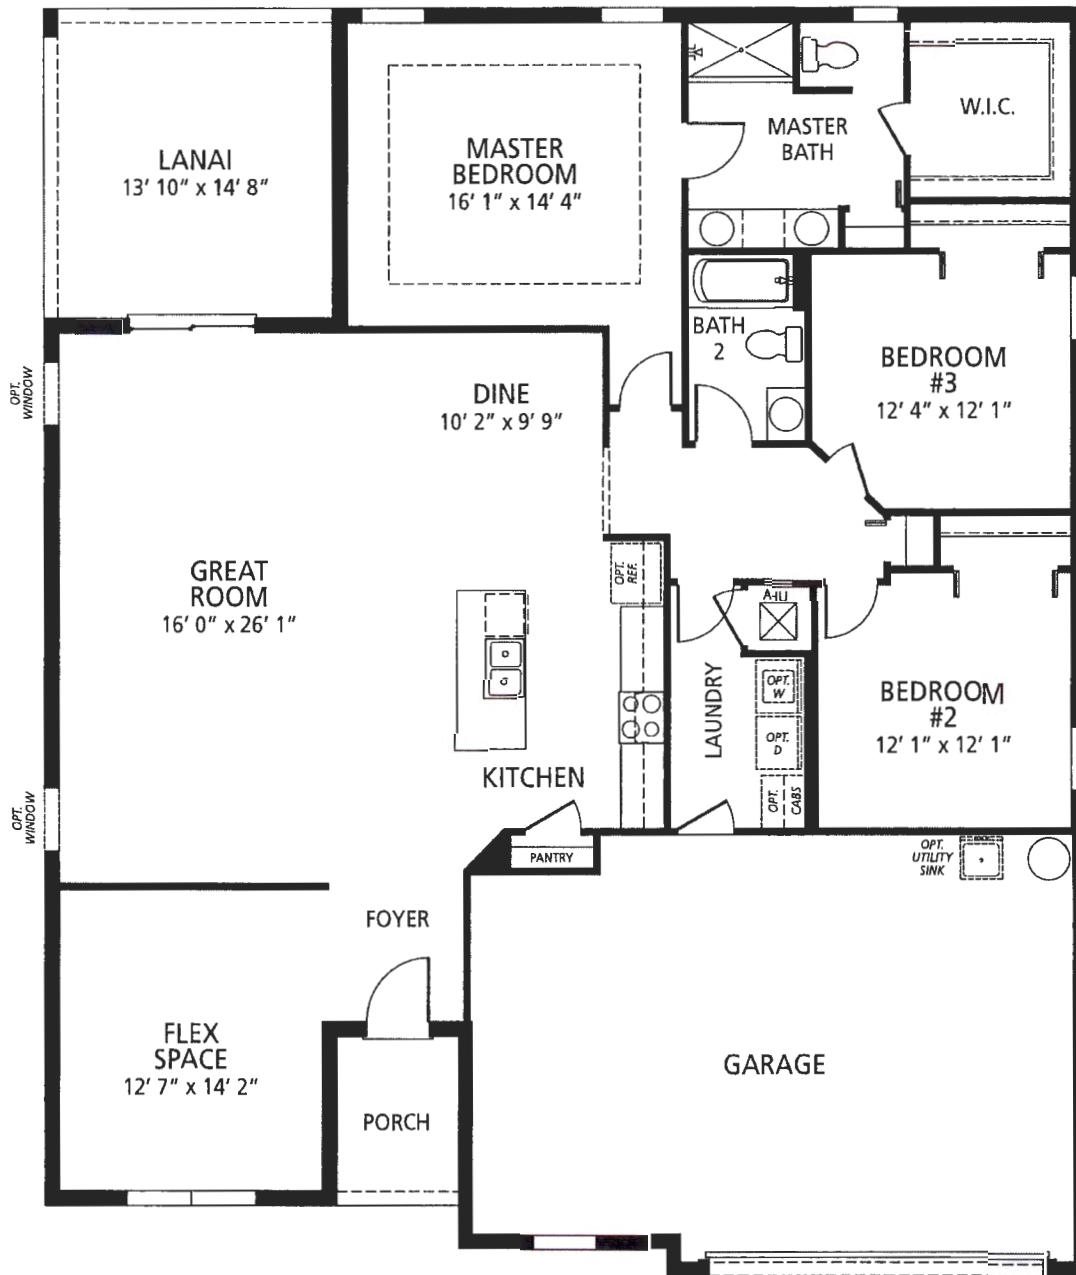 LANAI
13' 10" x 14' 8"
MASTER
BEDROOM
16' 1" x 14' 4"
MASTER
BATH
W.I.C.
BATH
2
BEDROOM
#3
12' 4" x 12' 1"
OPT.
WINDOW
DINE
10' 2" x 9' 9"
GREAT
ROOM
16' 0" x 26' 1"
OPT.
REF.
AHU
LAUNDRY
OPT.
W
OPT.
D
OPT.
CABS
BEDROOM
#2
12' 1" x 12' 1"
KITCHEN
OPT.
WINDOW
PANTRY
OPT.
UTILITY
SINK
FOYER
FLEX
SPACE
12' 7" x 14' 2"
PORCH
GARAGE